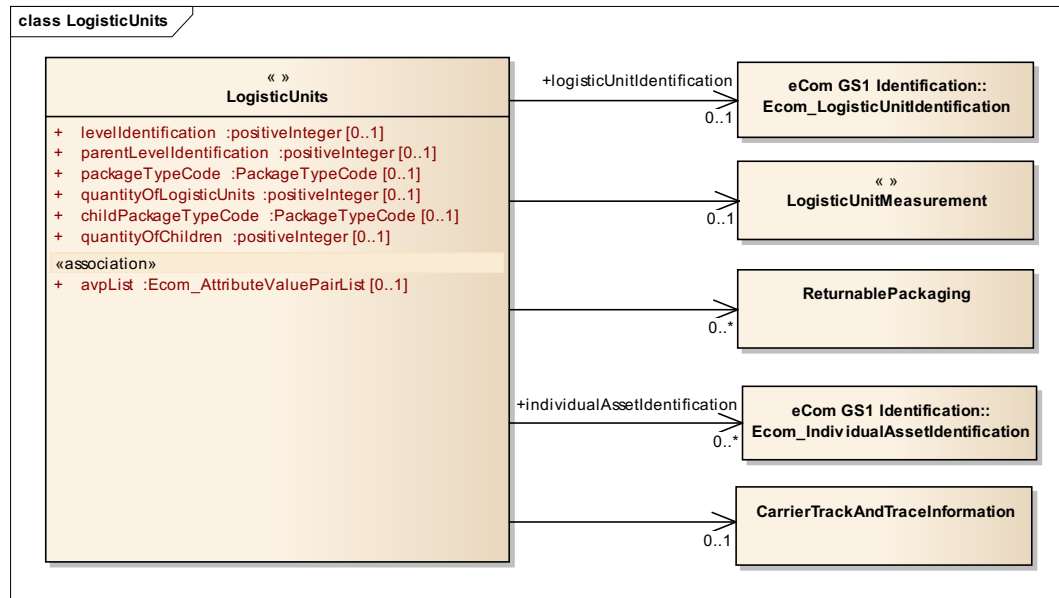 class LogisticUnits
« »
LogisticUnits
+ levelIdentification :positiveInteger [0..1]
+ parentLevelIdentification :positiveInteger [0..1]
+ packageTypeCode :PackageTypeCode [0..1]
+ quantityOfLogisticUnits :positiveInteger [0..1]
+ childPackageTypeCode :PackageTypeCode [0..1]
+ quantityOfChildren :positiveInteger [0..1]
«association»
+ avpList :Ecom_AttributeValuePairList [0..1]
+logisticUnitIdentification
0..1
eCom GS1 Identification::
Ecom_LogisticUnitIdentification
0..1
« »
LogisticUnitMeasurement
0..*
ReturnablePackaging
+individualAssetIdentification
0..*
eCom GS1 Identification::
Ecom_IndividualAssetIdentification
0..1
CarrierTrackAndTraceInformation